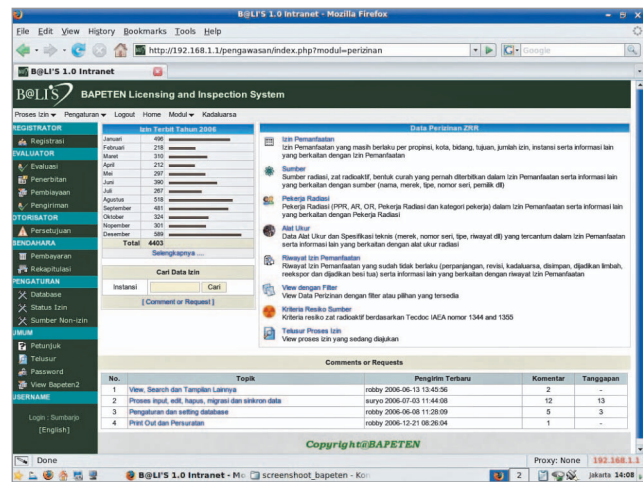 B@LI'S 1.0 Intranet - Mozilla Firefox
File Edit View History Bookmarks Tools Help
http://192.168.1.1/pengawasan/index.php?modul=perizinan
Google
B@LI'S 1.0 Intranet
B@LI'S BAPETEN Licensing and Inspection System
Proses Izin Pengaturan Logout Home Modul Kadaluarsa
REGISTRATOR
Registrasi
EVALUATOR
Evaluasi
Penerbitan
Pembiayaan
Pengiriman
OTORISATOR
Persetujuan
BENDAHARA
Pembayaran
Rekapitulasi
PENGATURAN
Database
Status Izin
Sumber Non-izin
UMUM
Petunjuk
Telusur
Password
View Bapeten2
USERNAME
Login : Sumbarjo
[English]
Izin Terbit Tahun 2006
Januari 496
Februari 218
Maret 310
April 212
Mei 297
Juni 390
Juli 267
Agustus 518
September 481
Oktober 324
Nopember 301
Desember 589
Total 4403
Selengkapnya ....
Cari Data Izin
Instansi Cari
[ Comment or Request ]
Data Perizinan ZRR
Izin Pemanfaatan
Izin Pemanfaatan yang masih berlaku per propinsi, kota, bidang, tujuan, jumlah izin, instansi serta informasi lain
yang berkaitan dengan Izin Pemanfaatan
Sumber
Sumber radiasi, zat radioaktif, bentuk curah yang pernah diterbitkan dalam Izin Pemanfaatan serta informasi lain
yang berkaitan dengan sumber (nama, merek, tipe, nomor seri, pemilik dll)
Pekerja Radiasi
Pekerja Radiasi (PPR, AR, OR, Pekerja Radiasi dan kategori pekerja) dalam Izin Pemanfaatan serta informasi lain
yang berkaitan dengan Pekerja Radiasi
Alat Ukur
Data Alat Ukur dan Spesifikasi teknis (merek, nomor seri, tipe, riwayat dll) yang tercantum dalam Izin Pemanfaatan
serta informasi lain yang berkaitan dengan alat ukur radiasi
Riwayat Izin Pemanfaatan
Riwayat Izin Pemanfaatan yang sudah tidak berlaku (perpanjangan, revisi, kadaluarsa, disimpan, dijadikan limbah,
reekspor dan dijadikan besi tua) serta informasi lain yang berkaitan dengan riwayat Izin Pemanfaatan
View dengan Filter
View Data Perizinan dengan filter atau pilihan yang tersedia
Kriteria Resiko Sumber
Kriteria resiko zat radioaktif berdasarkan Tecdoc IAEA nomor 1344 and 1355
Telusur Proses Izin
View proses izin yang sedang diajukan
Comments or Requests
No. Topik Pengirim Terbaru Komentar Tanggapan
1 View, Search dan Tampilan Lainnya robby 2006-06-13 13:45:56 2 -
2 Proses input, edit, hapus, migrasi dan sinkron data suryo 2006-07-03 11:44:08 12 13
3 Pengaturan dan setting database robby 2006-06-08 11:28:09 5 3
4 Print Out dan Persuratan robby 2006-12-21 08:26:04 1 -
Copyright@BAPETEN
Done Proxy: None 192.168.1.1
B@LI'S 1.0 Intranet - Mo screenshot_bapeten - Kon 2 jakarta 14:08